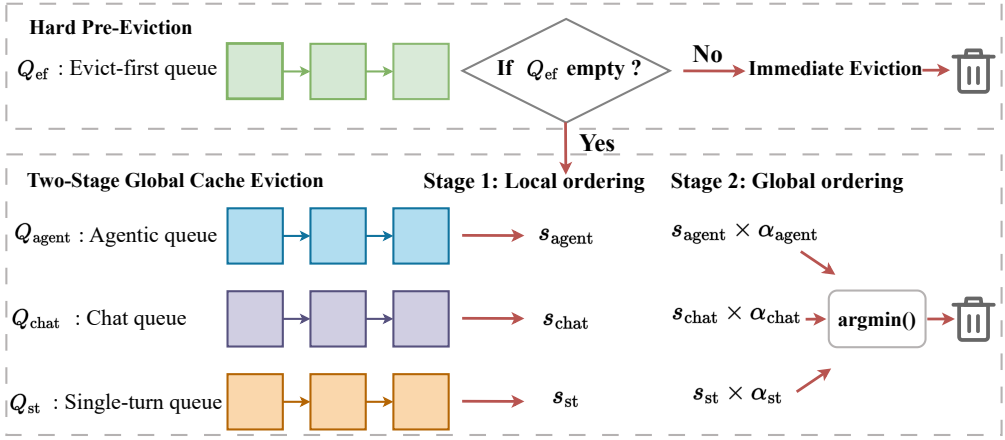 Hard Pre-Eviction
Q_ef : Evict-first queue
If Q_ef empty ?
No
Immediate Eviction
Yes
Two-Stage Global Cache Eviction
Stage 1: Local ordering
Stage 2: Global ordering
Q_agent : Agentic queue
s_agent
s_agent × α_agent
Q_chat : Chat queue
s_chat
s_chat × α_chat
argmin()
Q_st : Single-turn queue
s_st
s_st × α_st